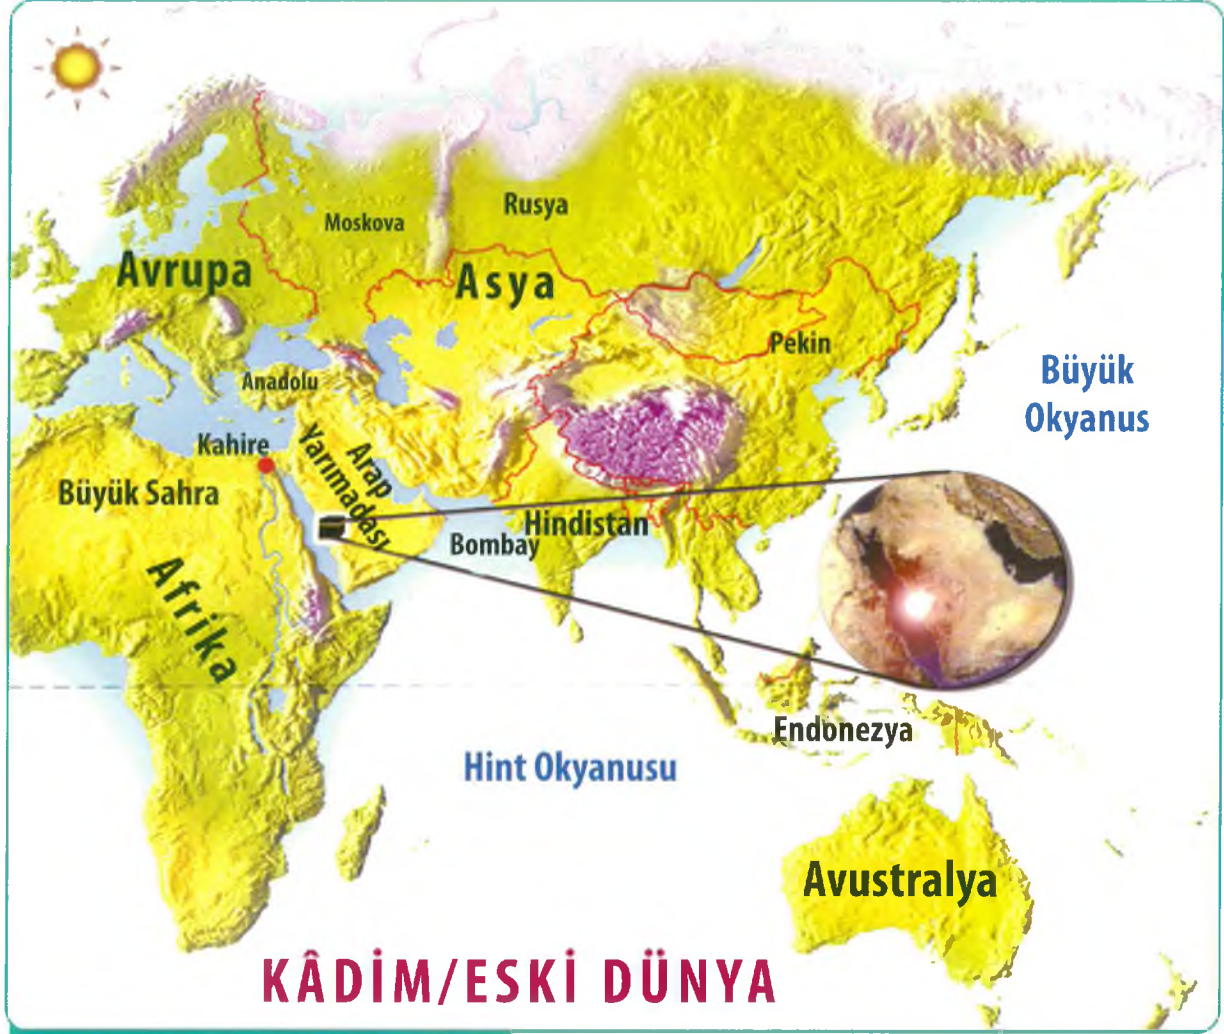 Rusya
Moskova
Avrupa
Asya
Pekin
Büyük
Okyanus
Anadolu
Kahire
Arap
Yarımadası
Büyük Sahra
Hindistan
Bombay
Afrika
Endonezya
Hint Okyanusu
Avustralya
KÂDİM/ESKİ DÜNYA